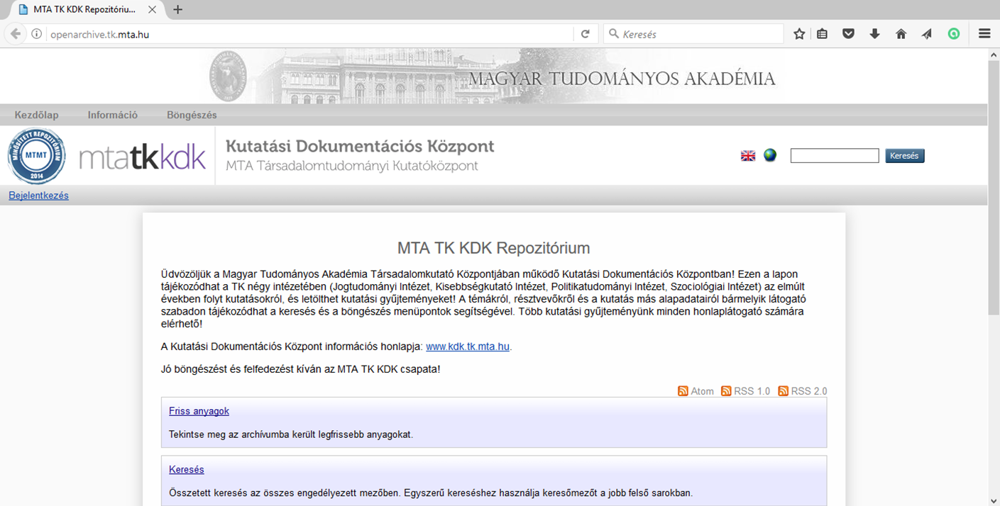 MTA TK KDK Repozitóriu...
openarchive.tk.mta.hu
Keresés
MAGYAR TUDOMÁNYOS AKADÉMIA
Kezdőlap Információ Böngészés
MINŐSÍTETT REPOZITÓRIUM
MTMT
2014
mtatkkdk
Kutatási Dokumentációs Központ
MTA Társadalomtudományi Kutatóközpont
Keresés
Bejelentkezés
MTA TK KDK Repozitórium
Üdvözöljük a Magyar Tudományos Akadémia Társadalomkutató Központjában működő Kutatási Dokumentációs Központban! Ezen a lapon
tájékozódhat a TK négy intézetében (Jogtudományi Intézet, Kisebbségkutató Intézet, Politikatudományi Intézet, Szociológiai Intézet) az elmúlt
években folyt kutatásokról, és letölthet kutatási gyűjteményeket! A témákról, résztvevőkről és a kutatás más alapadatairól bármelyik látogató
szabadon tájékozódhat a keresés és a böngészés menüpontok segítségével. Több kutatási gyűjteményünk minden honlaplátogató számára
elérhető!
A Kutatási Dokumentációs Központ információs honlapja: www.kdk.tk.mta.hu.
Jó böngészést és felfedezést kíván az MTA TK KDK csapata!
Atom RSS 1.0 RSS 2.0
Friss anyagok
Tekintse meg az archívumba került legfrissebb anyagokat.
Keresés
Összetett keresés az összes engedélyezett mezőben. Egyszerű kereséshez használja keresőmezőt a jobb felső sarokban.